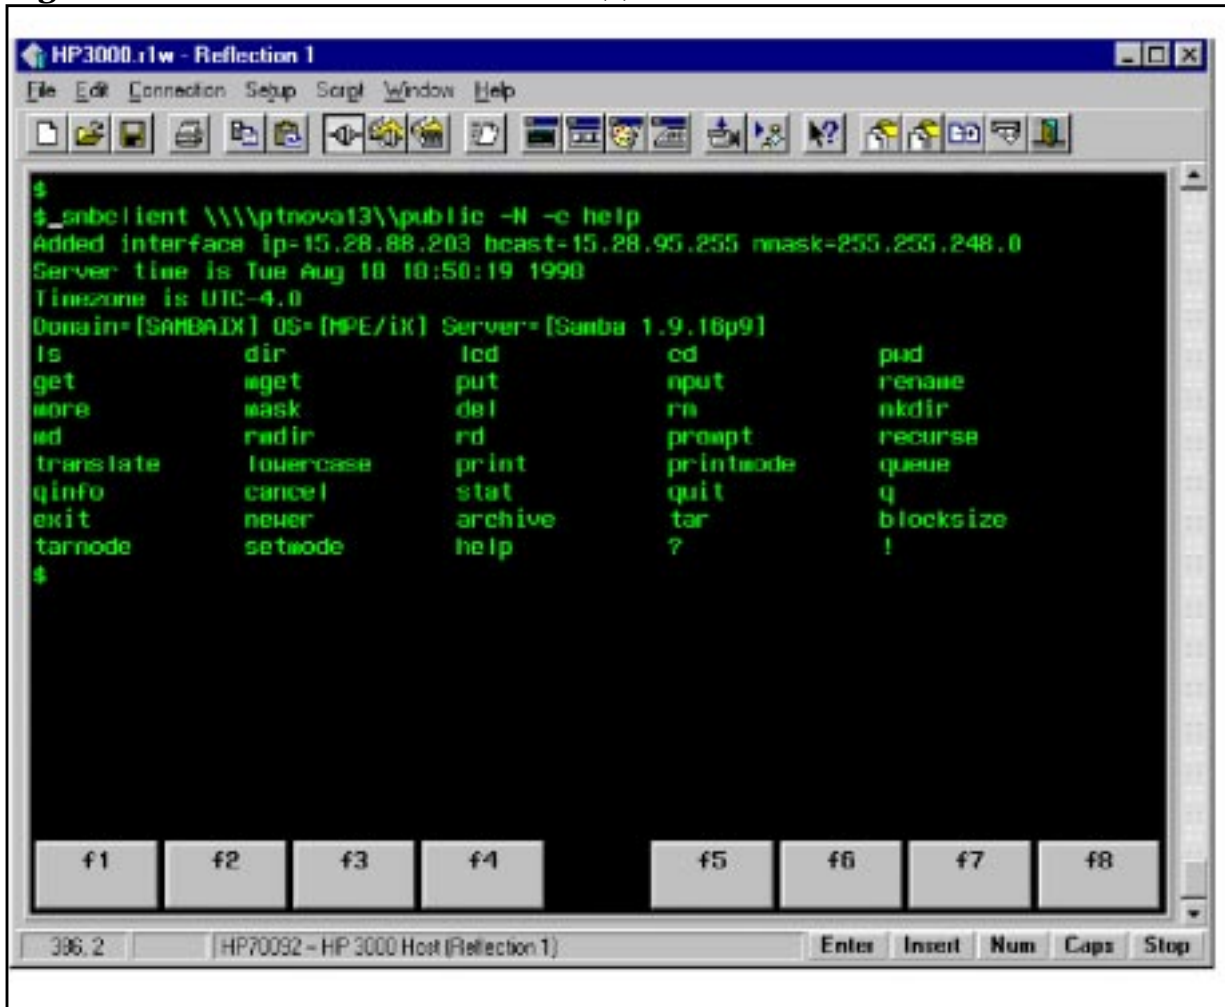 HP3000.r1w - Reflection 1
File Edit Connection Setup Script Window Help
$
$ smbclient \\\\ptnova13\\public -N -c help
Added interface ip=15.28.88.203 bcast=15.28.95.255 nmask=255.255.248.0
Server time is Tue Aug 18 18:50:19 1998
Timezone is UTC-4.0
Domain=[SAMBAIX] OS=[MPE/iX] Server=[Samba 1.9.16p9]
ls dir lcd cd pwd
get mget put mput rename
more mask del rm mkdir
md rmdir rd prompt recurse
translate lowercase print printmode queue
qinfo cancel stat quit q
exit newer archive tar blocksize
tarmode setmode help ? !
$
f1 f2 f3 f4 f5 f6 f7 f8
386, 2 HP70092 - HP 3000 Host (Reflection 1) Enter Insert Num Caps Stop